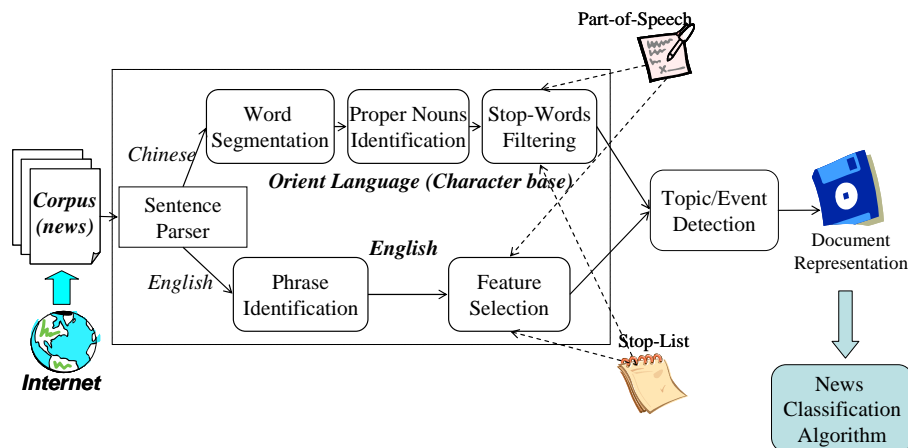 Part-of-Speech
Word
Segmentation
Proper Nouns
Identification
Stop-Words
Filtering
Chinese
Orient Language (Character base)
Corpus
(news)
Sentence
Parser
Topic/Event
Detection
English
English
Phrase
Identification
Feature
Selection
Document
Representation
Stop-List
Internet
News
Classification
Algorithm